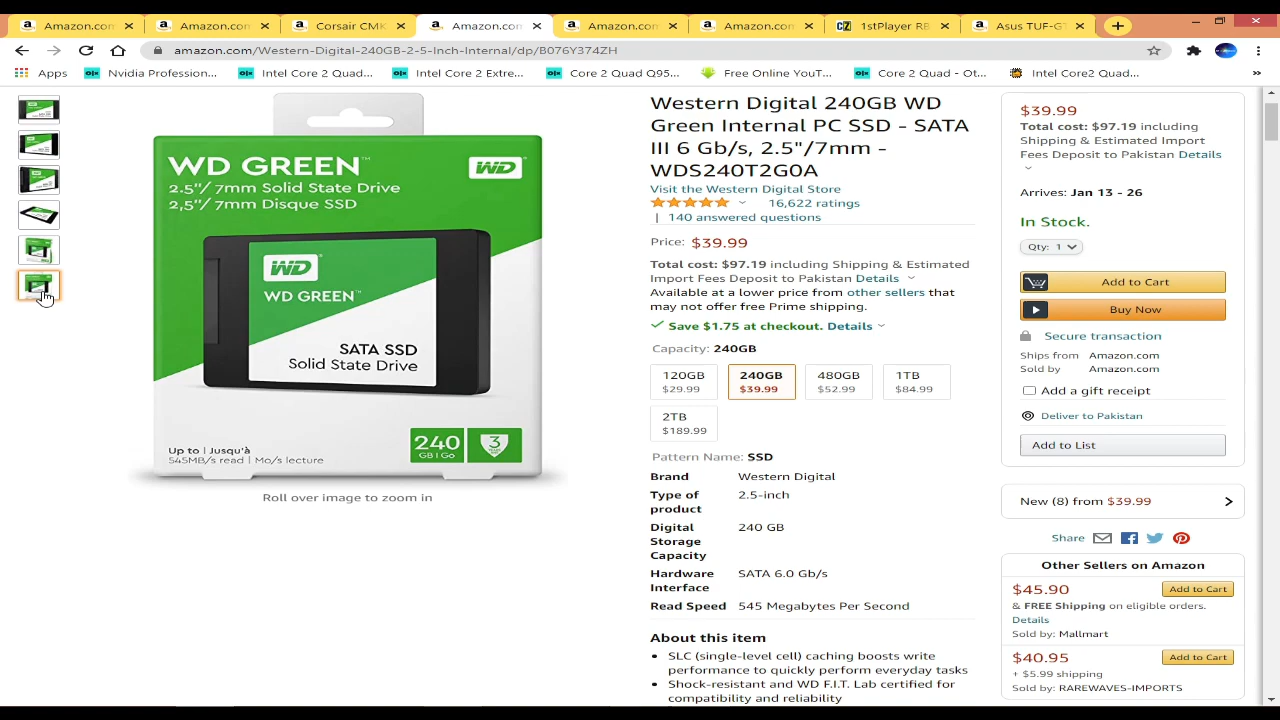 Amazon.com
Amazon.com
Corsair CMK
Amazon.com
Amazon.com
Amazon.com
1stPlayer RB
Asus TUF-GT
amazon.com/Western-Digital-240GB-2-5-Inch-Internal/dp/B076Y374ZH
Apps
Nvidia Profession...
Intel Core 2 Quad...
Intel Core 2 Extre...
Core 2 Quad Q95...
Free Online YouT...
Core 2 Quad - Ot...
Intel Core2 Quad...
WD GREEN™
WD
2.5"/ 7mm Solid State Drive
2,5"/ 7mm Disque SSD
WD
WD GREEN™
SATA SSD
Solid State Drive
Up to | Jusqu'à
545MB/s read | Mo/s lecture
240
GB | Go
3
Roll over image to zoom in
Western Digital 240GB WD
Green Internal PC SSD - SATA
III 6 Gb/s, 2.5"/7mm -
WDS240T2G0A
Visit the Western Digital Store
16,622 ratings
| 140 answered questions
Price: $39.99
Total cost: $97.19 including Shipping & Estimated
Import Fees Deposit to Pakistan Details
Available at a lower price from other sellers that
may not offer free Prime shipping.
Save $1.75 at checkout. Details
Capacity: 240GB
120GB
$29.99
240GB
$39.99
480GB
$52.99
1TB
$84.99
2TB
$189.99
Pattern Name: SSD
Brand Western Digital
Type of 2.5-inch
product
Digital 240 GB
Storage
Capacity
Hardware SATA 6.0 Gb/s
Interface
Read Speed 545 Megabytes Per Second
About this item
• SLC (single-level cell) caching boosts write
performance to quickly perform everyday tasks
• Shock-resistant and WD F.I.T. Lab certified for
compatibility and reliability
$39.99
Total cost: $97.19 including
Shipping & Estimated Import
Fees Deposit to Pakistan Details
Arrives: Jan 13 - 26
In Stock.
Qty: 1
Add to Cart
Buy Now
Secure transaction
Ships from Amazon.com
Sold by Amazon.com
Add a gift receipt
Deliver to Pakistan
Add to List
New (8) from $39.99
Share
Other Sellers on Amazon
$45.90
Add to Cart
& FREE Shipping on eligible orders.
Details
Sold by: Mallmart
$40.95
Add to Cart
+ $5.99 shipping
Sold by: RAREWAVES-IMPORTS